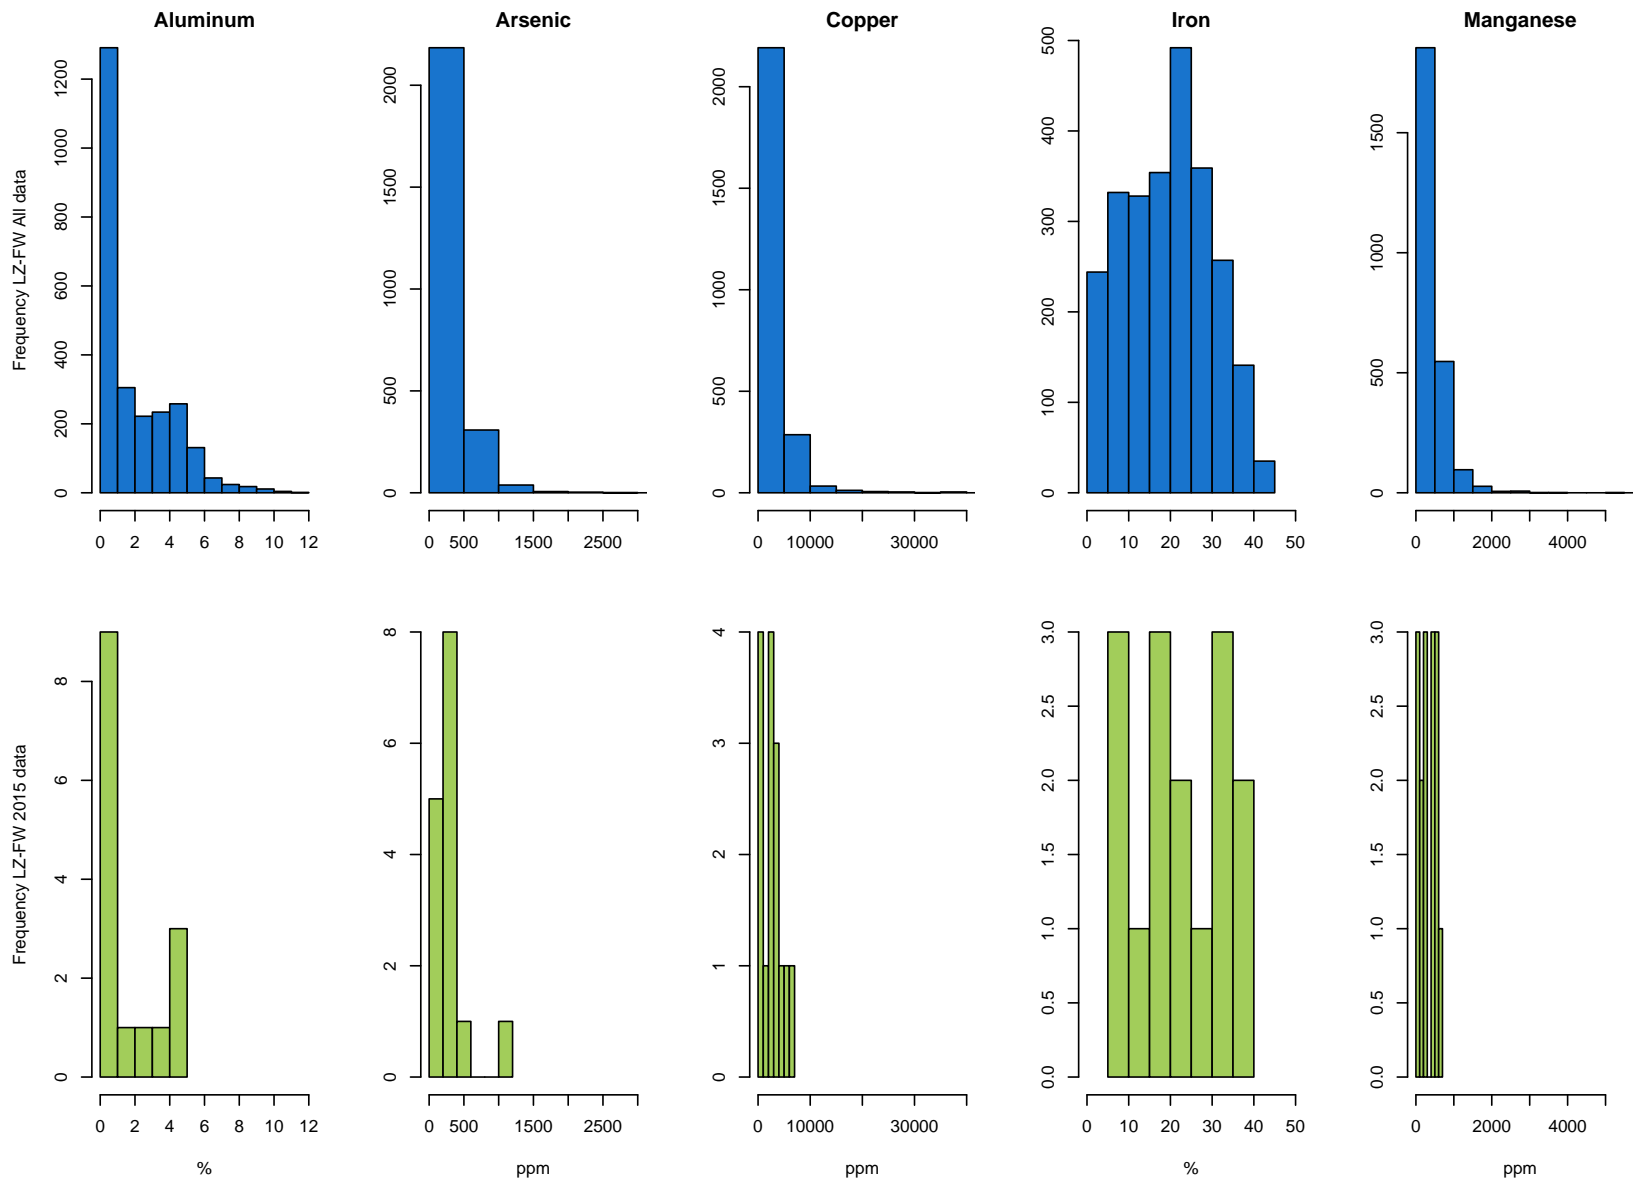 Aluminum Arsenic Copper Iron Manganese
Frequency LZ-FW All data
0 200 400 600 800 1000 1200
0 500 1000 1500 2000
0 500 1000 1500 2000
0 100 200 300 400 500
0 500 1000 1500
0 2 4 6 8 10 12
0 500 1500 2500
0 10000 30000
0 10 20 30 40 50
0 2000 4000
Frequency LZ-FW 2015 data
0 2 4 6 8
0 2 4 6 8
0 1 2 3 4
0.0 0.5 1.0 1.5 2.0 2.5 3.0
0.0 0.5 1.0 1.5 2.0 2.5 3.0
0 2 4 6 8 10 12
0 500 1500 2500
0 10000 30000
0 10 20 30 40 50
0 2000 4000
% ppm ppm % ppm